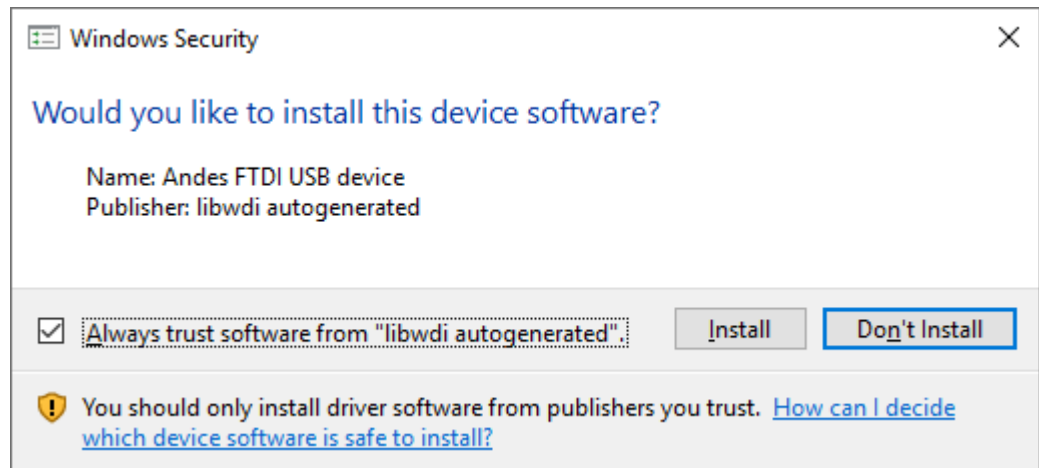 Windows Security
Would you like to install this device software?
Name: Andes FTDI USB device
Publisher: libwdi autogenerated
Always trust software from "libwdi autogenerated".
Install
Don't Install
You should only install driver software from publishers you trust. How can I decide
which device software is safe to install?